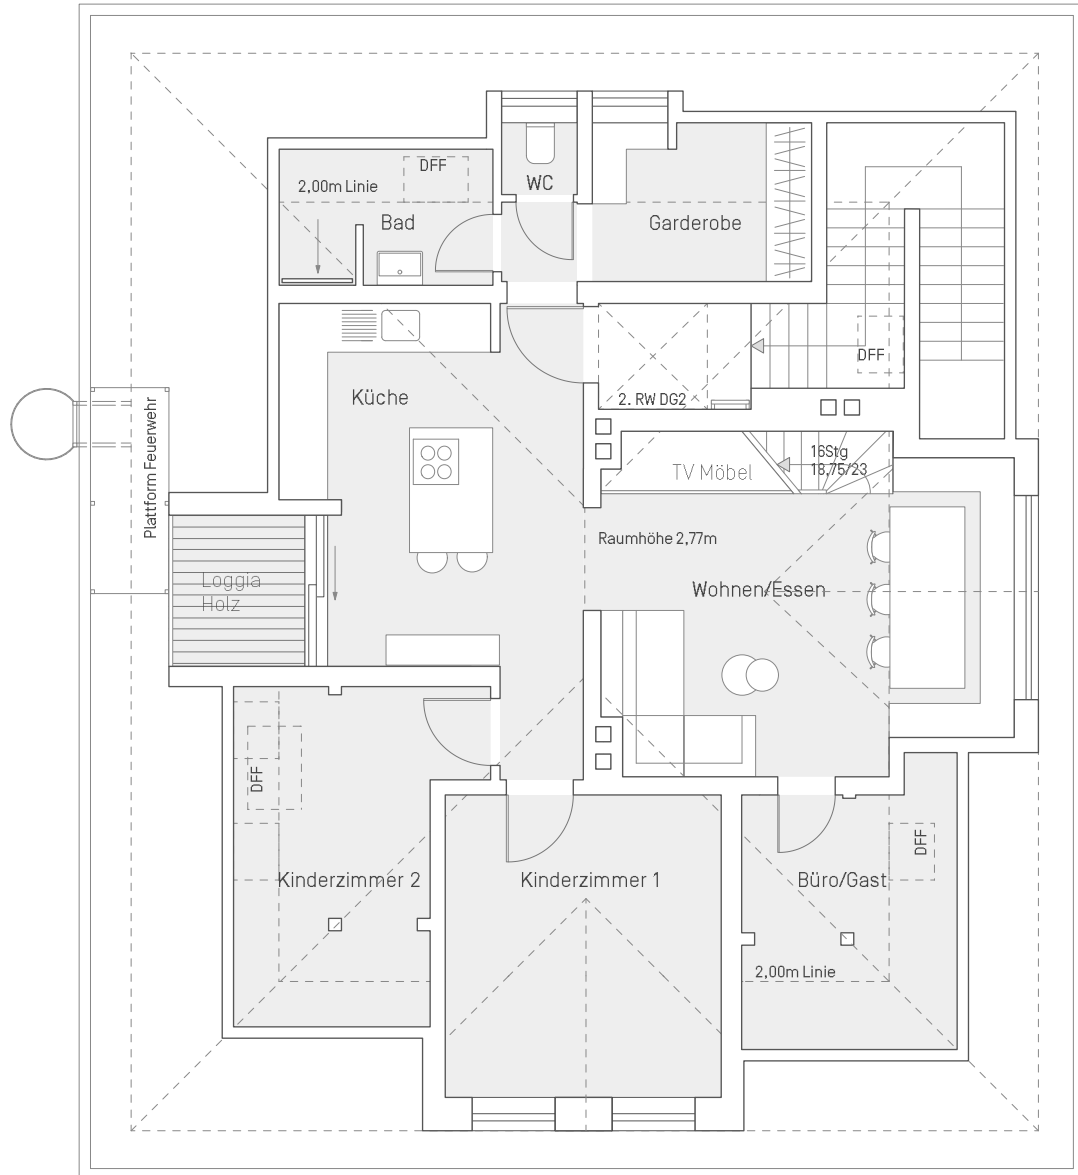 DFF
2,00m Linie
WC
Bad
Garderobe
DFF
Küche
2. RW DG2
Plattform Feuerwehr
16Stg
18,75/23
TV Möbel
Raumhöhe 2,77m
Loggia
Holz
Wohnen/Essen
DFF
DFF
Kinderzimmer 2
Kinderzimmer 1
Büro/Gast
2,00m Linie